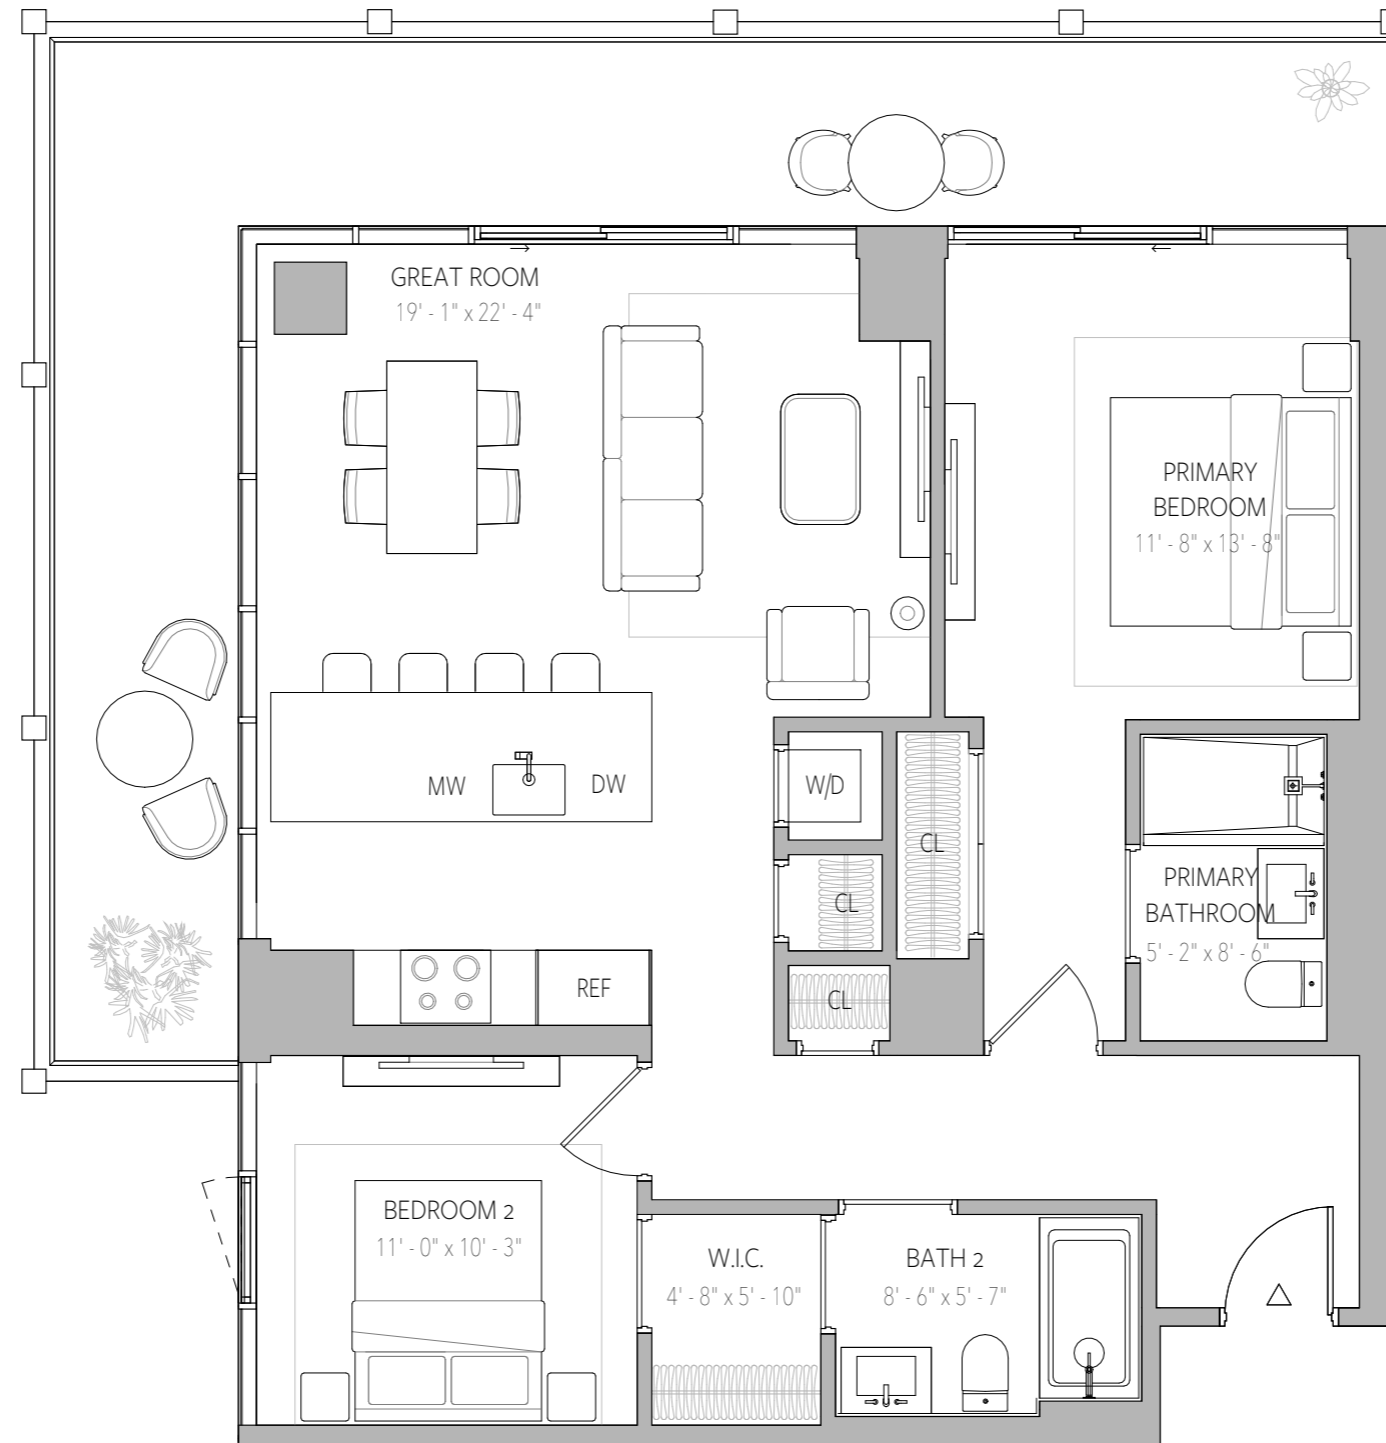 GREAT ROOM
19' - 1" x 22' - 4"
PRIMARY
BEDROOM
11' - 8" x 13' - 8"
MW
DW
W/D
CL
CL
CL
PRIMARY
BATHROOM
5' - 2" x 8' - 6"
REF
BEDROOM 2
11' - 0" x 10' - 3"
W.I.C.
4' - 8" x 5' - 10"
BATH 2
8' - 6" x 5' - 7"